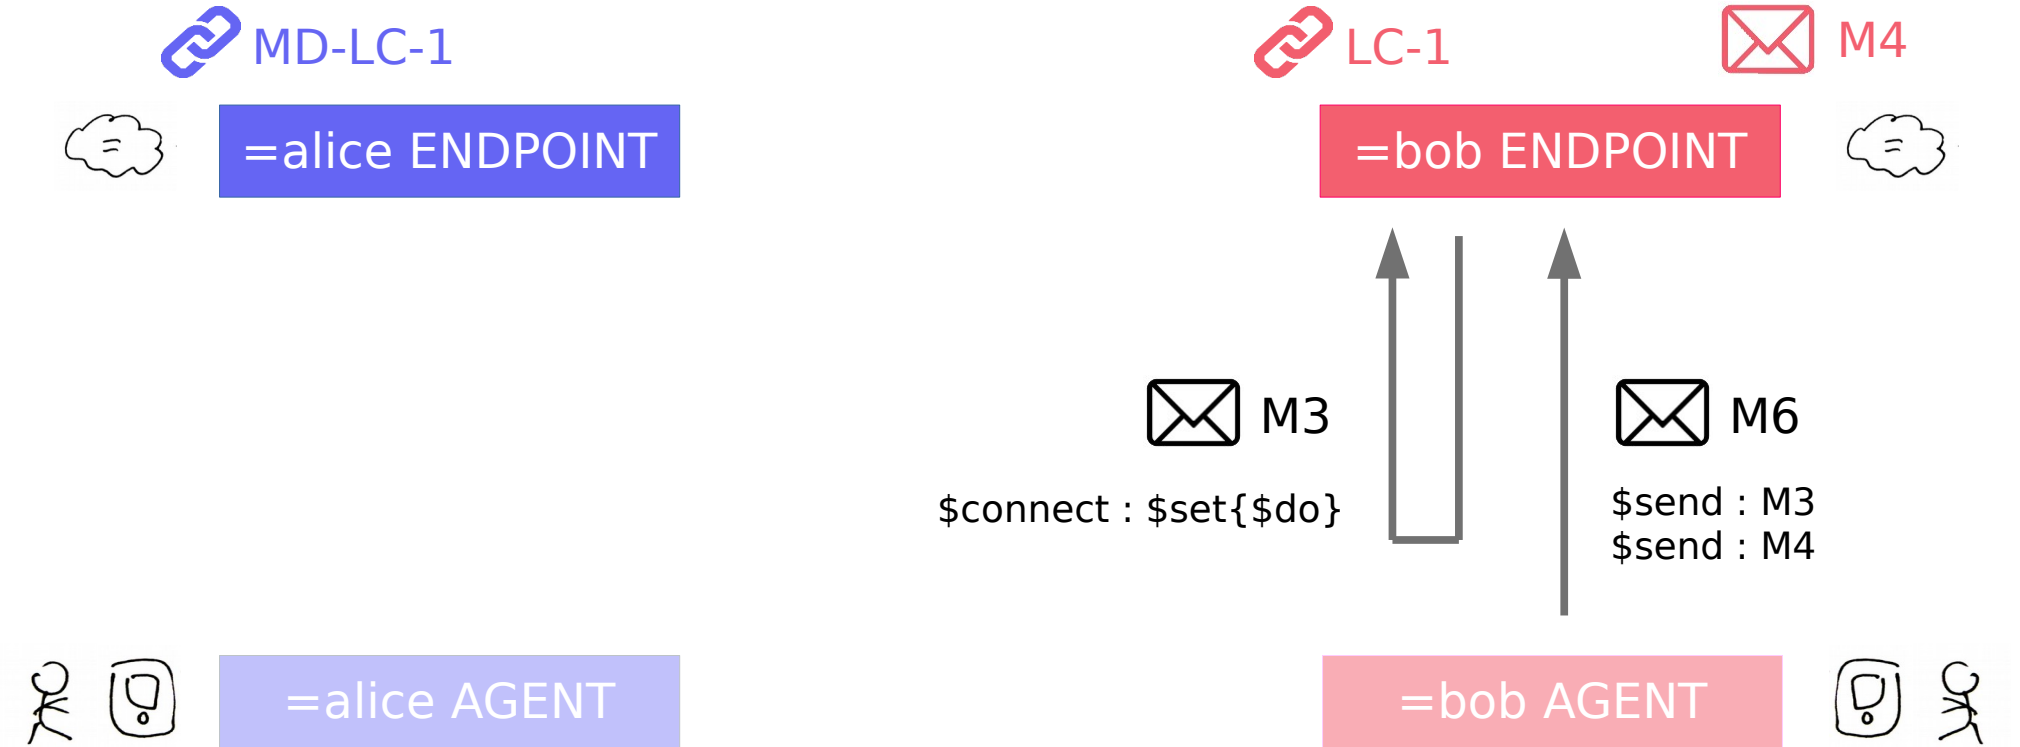 MD-LC-1
LC-1
M4
=alice ENDPOINT
=bob ENDPOINT
M3
M6
$connect : $set{$do}
$send : M3
$send : M4
=alice AGENT
=bob AGENT